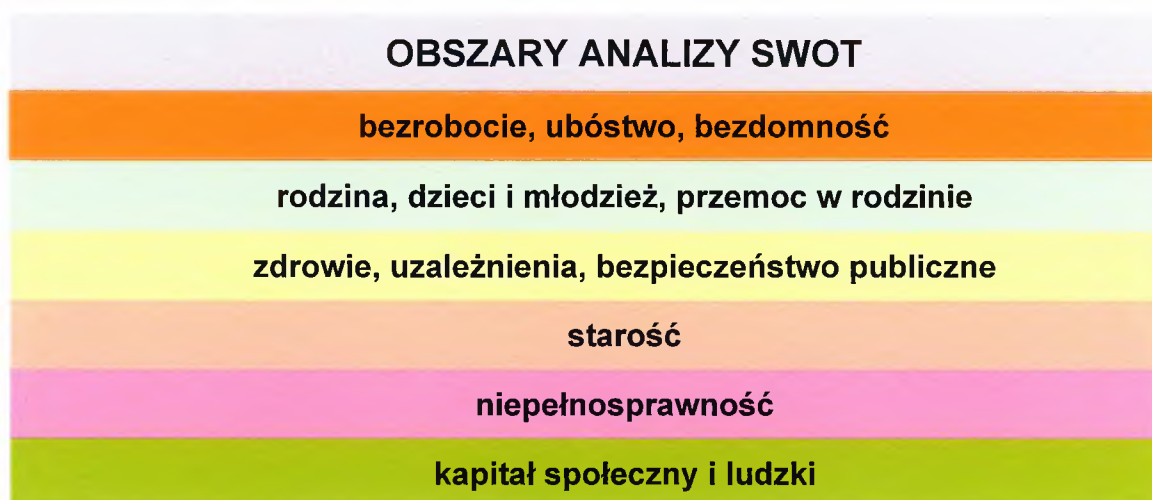 OBSZARY ANALIZY SWOT
bezrobocie, ubóstwo, bezdomność
rodzina, dzieci i młodzież, przemoc w rodzinie
zdrowie, uzależnienia, bezpieczeństwo publiczne
starość
niepełnosprawność
kapitał społeczny i ludzki